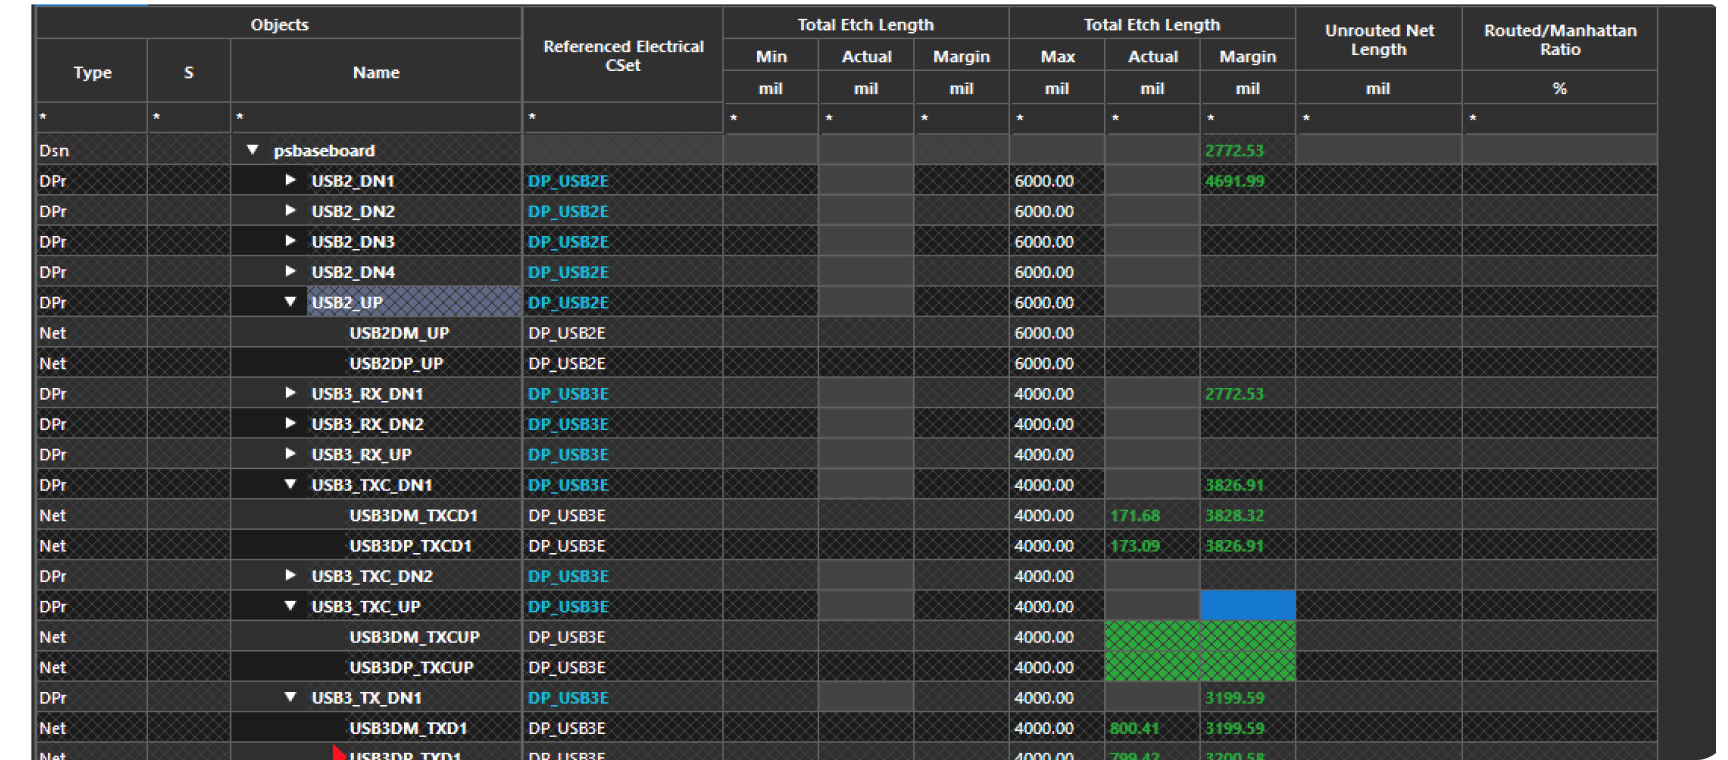 Objects Referenced Electrical CSet Total Etch Length Total Etch Length Unrouted Net Length Routed/Manhattan Ratio
Type S Name Min Actual Margin Max Actual Margin
mil mil mil mil mil mil mil %
* * * * * * * * * * * *
Dsn ▼ psbaseboard 2772.53
DPr ▶ USB2_DN1 DP_USB2E 6000.00 4691.99
DPr ▶ USB2_DN2 DP_USB2E 6000.00
DPr ▶ USB2_DN3 DP_USB2E 6000.00
DPr ▶ USB2_DN4 DP_USB2E 6000.00
DPr ▼ USB2_UP DP_USB2E 6000.00
Net USB2DM_UP DP_USB2E 6000.00
Net USB2DP_UP DP_USB2E 6000.00
DPr ▶ USB3_RX_DN1 DP_USB3E 4000.00 2772.53
DPr ▶ USB3_RX_DN2 DP_USB3E 4000.00
DPr ▶ USB3_RX_UP DP_USB3E 4000.00
DPr ▼ USB3_TXC_DN1 DP_USB3E 4000.00 3826.91
Net USB3DM_TXCD1 DP_USB3E 4000.00 171.68 3828.32
Net USB3DP_TXCD1 DP_USB3E 4000.00 173.09 3826.91
DPr ▶ USB3_TXC_DN2 DP_USB3E 4000.00
DPr ▼ USB3_TXC_UP DP_USB3E 4000.00
Net USB3DM_TXCUP DP_USB3E 4000.00
Net USB3DP_TXCUP DP_USB3E 4000.00
DPr ▼ USB3_TX_DN1 DP_USB3E 4000.00 3199.59
Net USB3DM_TXD1 DP_USB3E 4000.00 800.41 3199.59
Net USB3DP_TXD1 DP_USB3E 4000.00 799.42 3200.58